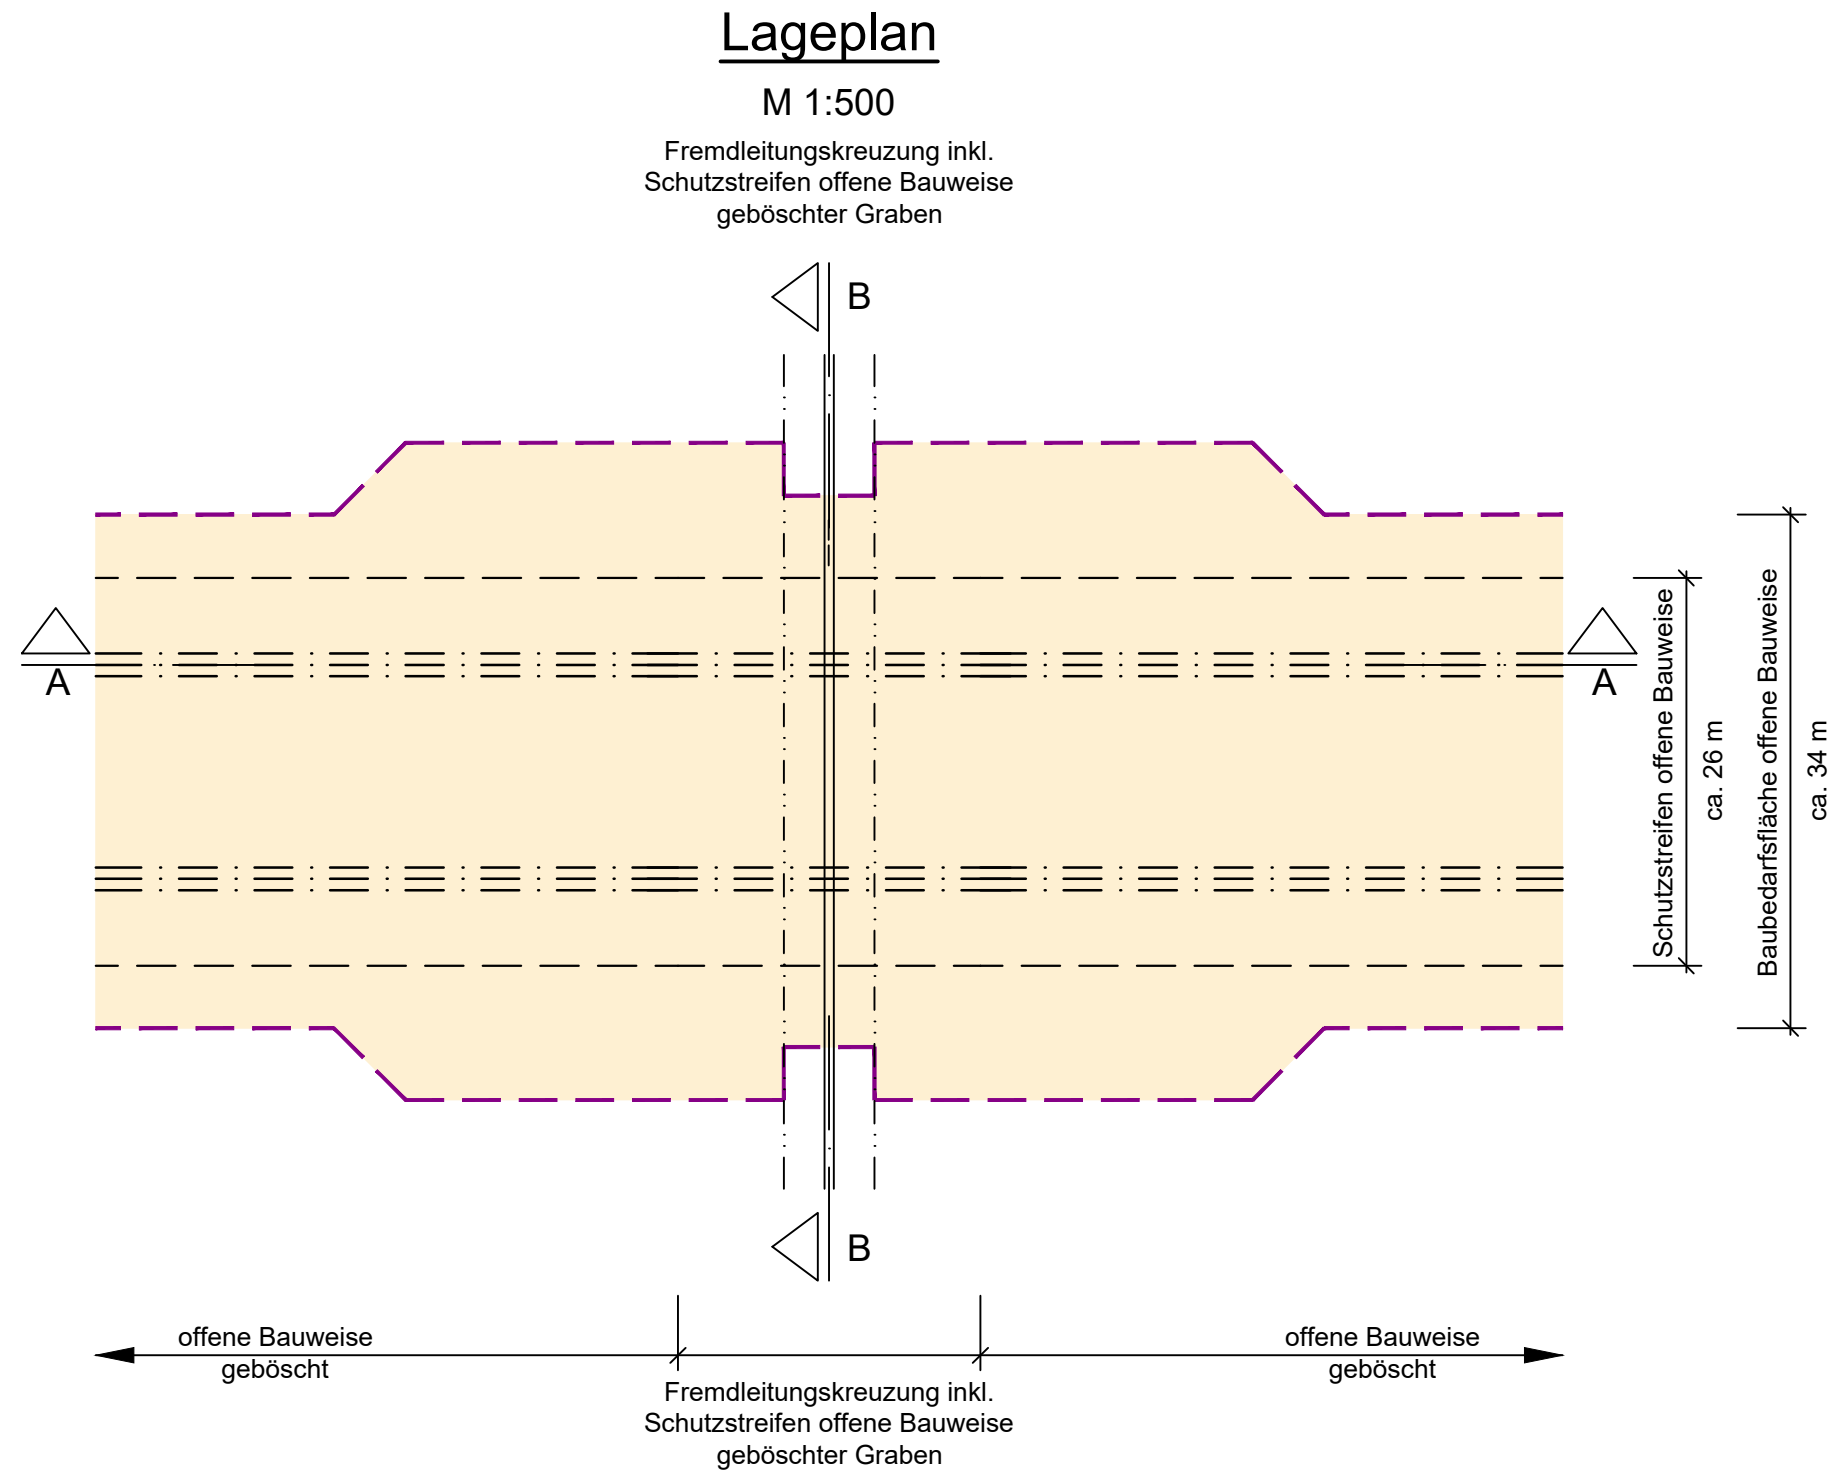 Lageplan
M 1:500
Fremdleitungskreuzung inkl.
Schutzstreifen offene Bauweise
geböschter Graben
B
A
A
Schutzstreifen offene Bauweise
ca. 26 m
Baubedarfsfläche offene Bauweise
ca. 34 m
B
offene Bauweise
geböscht
offene Bauweise
geböscht
Fremdleitungskreuzung inkl.
Schutzstreifen offene Bauweise
geböschter Graben